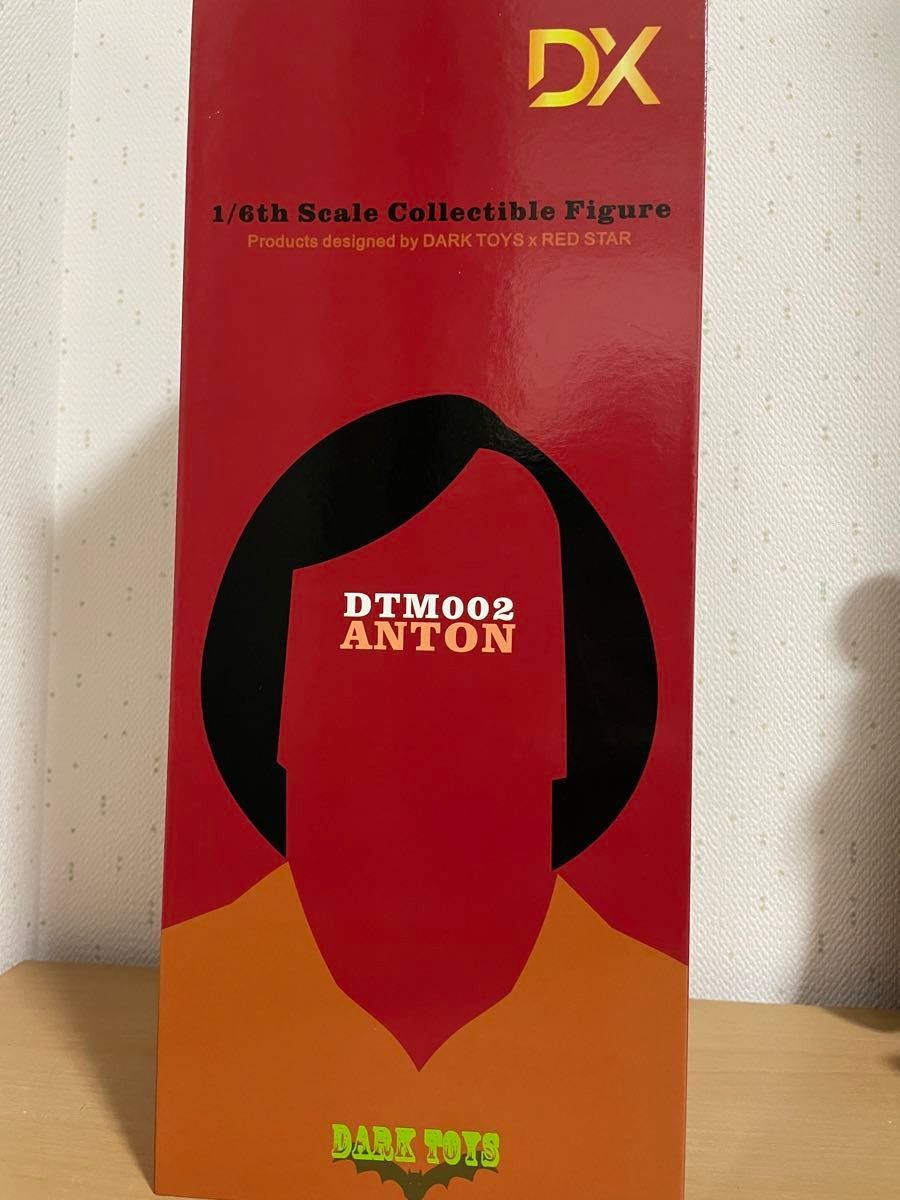 DX
1/6th Scale Collectible Figure
Products designed by DARK TOYS x RED STAR
DTM002
ANTON
DARK TOYS